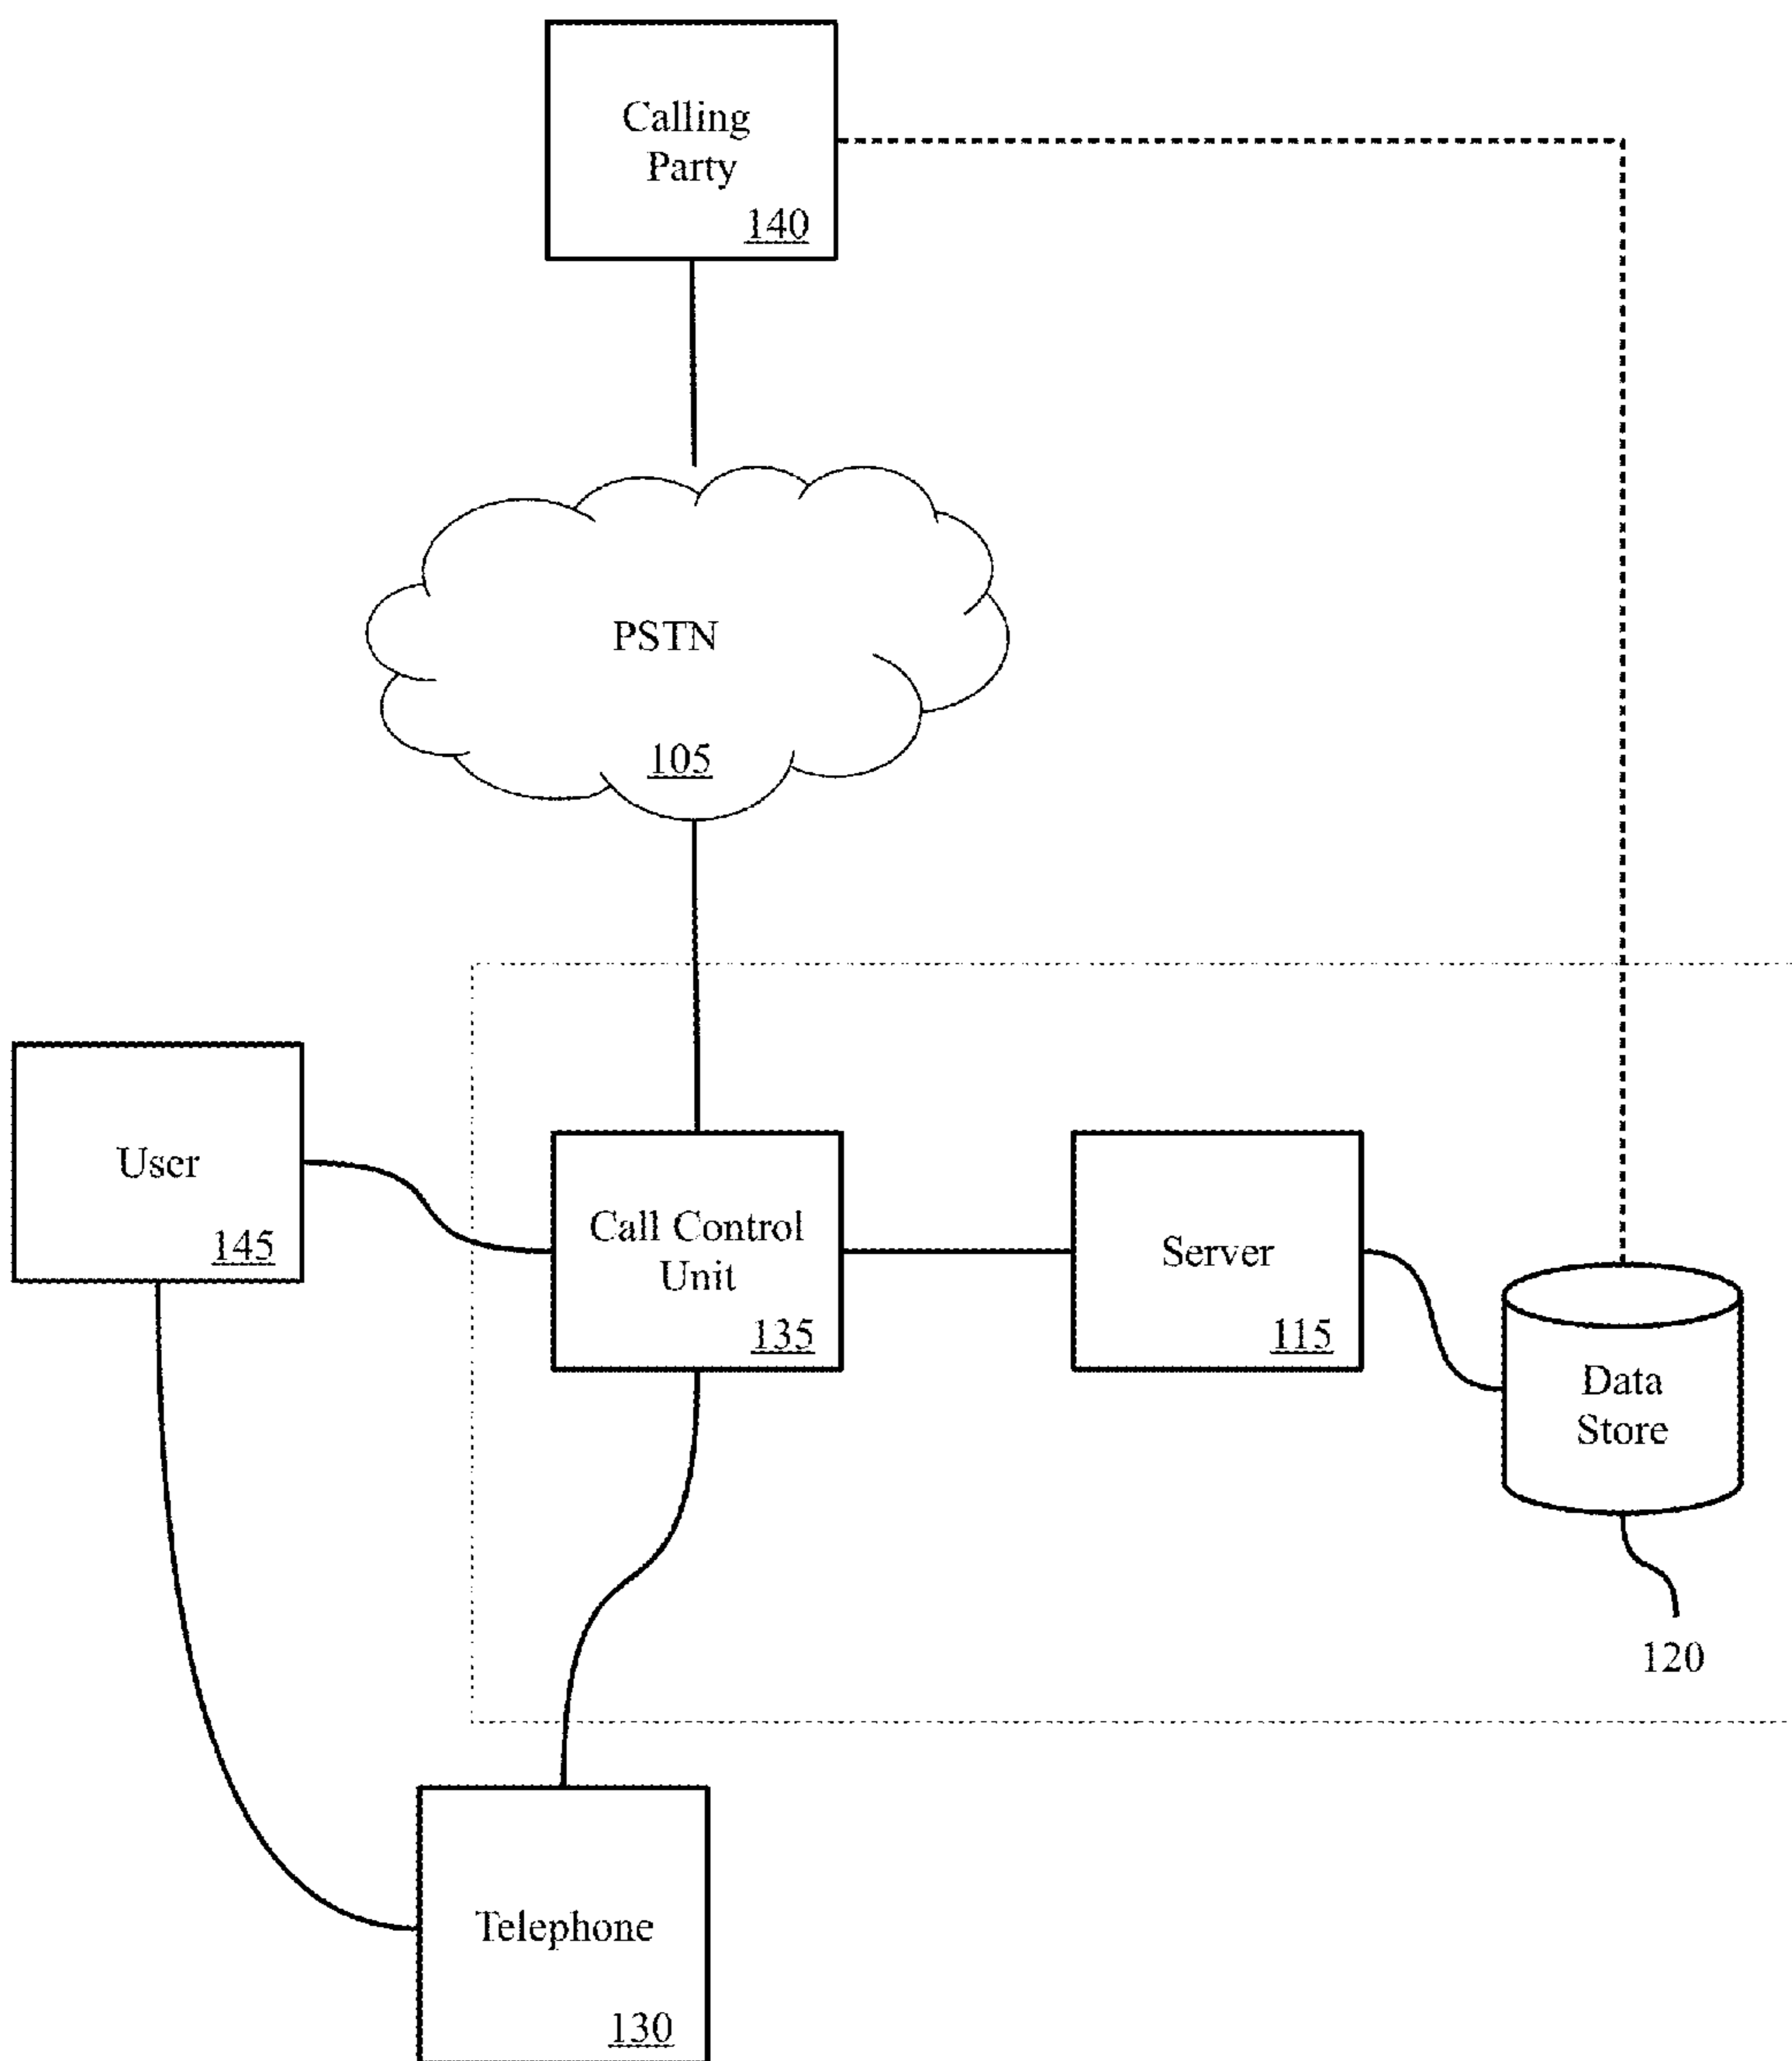 Calling
Party
140
PSTN
105
User
145
Call Control
Unit
135
Server
115
Data
Store
120
Telephone
130